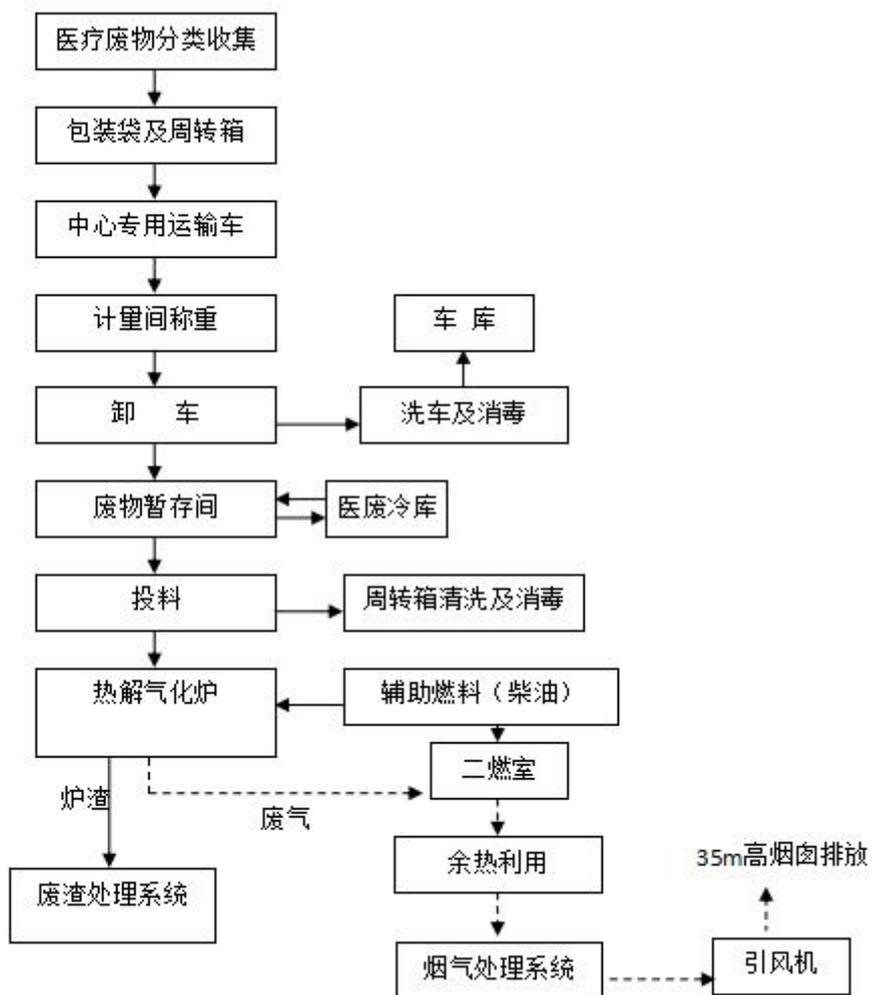 医疗废物分类收集
包装袋及周转箱
中心专用运输车
计量间称重
车 库
卸 车
洗车及消毒
废物暂存间
医废冷库
投料
周转箱清洗及消毒
热解气化炉
辅助燃料（柴油）
二燃室
炉渣
废气
余热利用
35m高烟囱排放
废渣处理系统
烟气处理系统
引风机